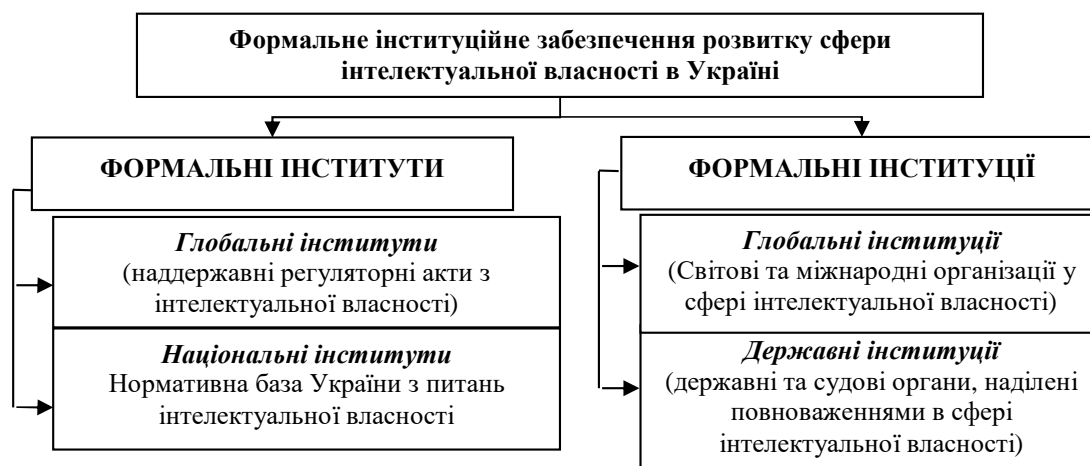 Формальне інституційне забезпечення розвитку сфери
інтелектуальної власності в Україні
ФОРМАЛЬНІ ІНСТИТУТИ
Глобальні інститути
(наддержавні регуляторні акти з
інтелектуальної власності)
Національні інститути
Нормативна база України з питань
інтелектуальної власності
ФОРМАЛЬНІ ІНСТИТУЦІЇ
Глобальні інституції
(Світові та міжнародні організації у
сфері інтелектуальної власності)
Державні інституції
(державні та судові органи, наділені
повноваженнями в сфері
інтелектуальної власності)